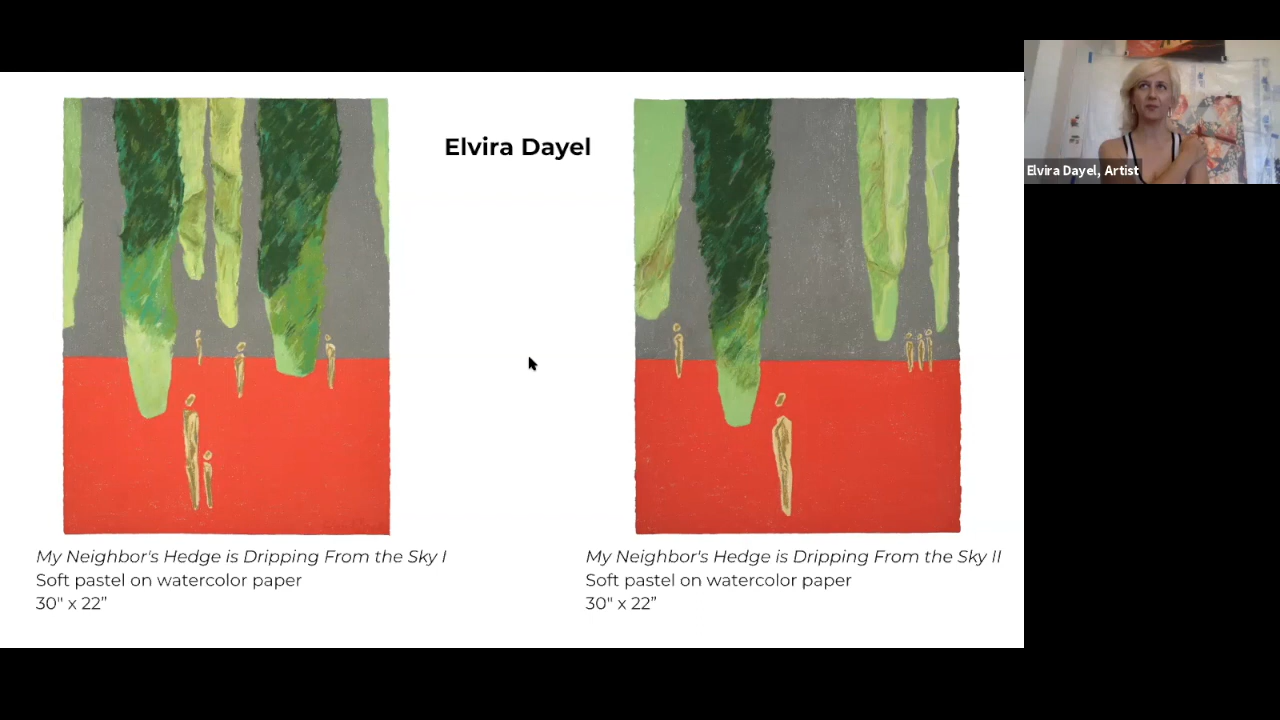 Elvira Dayel
Elvira Dayel, Artist
My Neighbor's Hedge is Dripping From the Sky I
Soft pastel on watercolor paper
30" x 22”
My Neighbor's Hedge is Dripping From the Sky II
Soft pastel on watercolor paper
30" x 22”